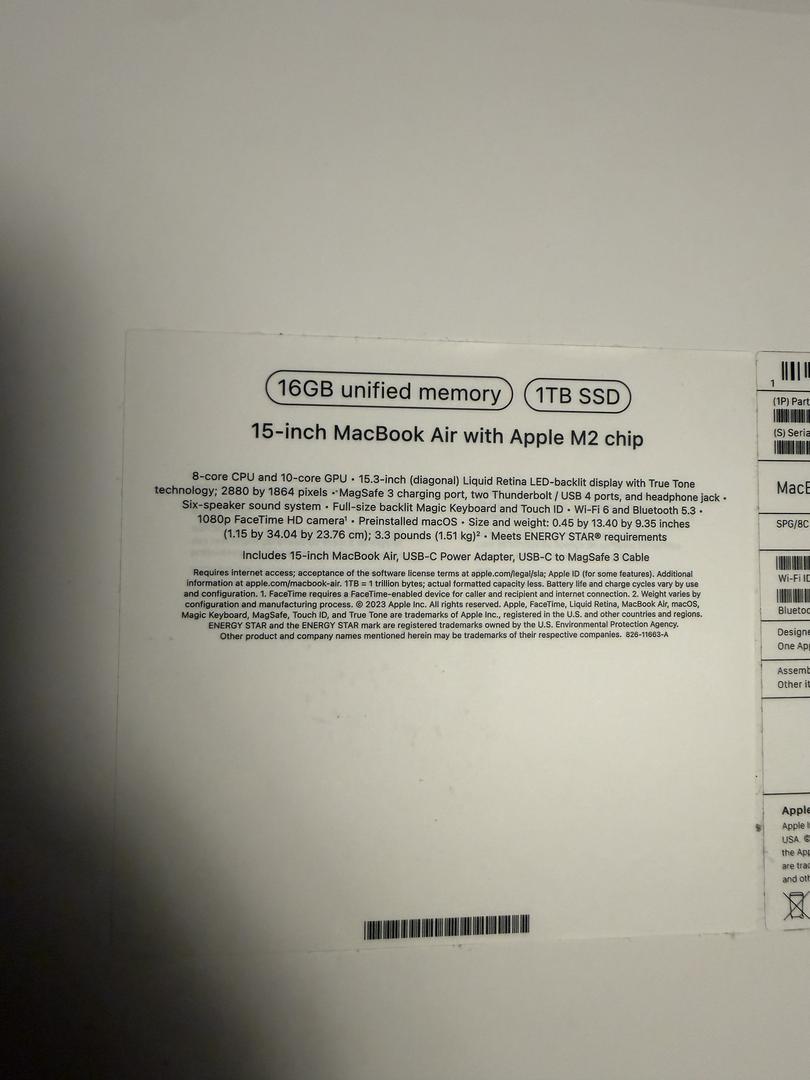 16GB unified memory 1TB SSD
15-inch MacBook Air with Apple M2 chip
8-core CPU and 10-core GPU • 15.3-inch (diagonal) Liquid Retina LED-backlit display with True Tone
technology; 2880 by 1864 pixels • MagSafe 3 charging port, two Thunderbolt / USB 4 ports, and headphone jack •
Six-speaker sound system • Full-size backlit Magic Keyboard and Touch ID • Wi-Fi 6 and Bluetooth 5.3 •
1080p FaceTime HD camera¹ • Preinstalled macOS • Size and weight: 0.45 by 13.40 by 9.35 inches
(1.15 by 34.04 by 23.76 cm); 3.3 pounds (1.51 kg)² • Meets ENERGY STAR® requirements
Includes 15-inch MacBook Air, USB-C Power Adapter, USB-C to MagSafe 3 Cable
Requires internet access; acceptance of the software license terms at apple.com/legal/sla; Apple ID (for some features). Additional
information at apple.com/macbook-air. 1TB = 1 trillion bytes; actual formatted capacity less. Battery life and charge cycles vary by use
and configuration. 1. FaceTime requires a FaceTime-enabled device for caller and recipient and internet connection. 2. Weight varies by
configuration and manufacturing process. © 2023 Apple Inc. All rights reserved. Apple, FaceTime, Liquid Retina, MacBook Air, macOS,
Magic Keyboard, MagSafe, Touch ID, and True Tone are trademarks of Apple Inc., registered in the U.S. and other countries and regions.
ENERGY STAR and the ENERGY STAR mark are registered trademarks owned by the U.S. Environmental Protection Agency.
Other product and company names mentioned herein may be trademarks of their respective companies. 826-11663-A
1
(1P) Part
(S) Seria
MacB
SPG/8C
Wi-Fi ID
Bluetoo
Designe
One App
Assemb
Other it
Apple
Apple I
USA. ©
the App
are trad
and oth